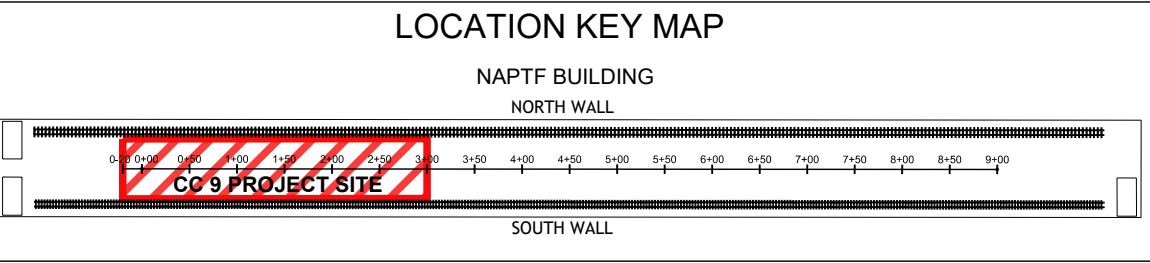 LOCATION KEY MAP
NAPTF BUILDING
NORTH WALL
0-20 0+00 0+50 1+00 1+50 2+00 2+50 3+00 3+50 4+00 4+50 5+00 5+50 6+00 6+50 7+00 7+50 8+00 8+50 9+00
CC 9 PROJECT SITE
SOUTH WALL